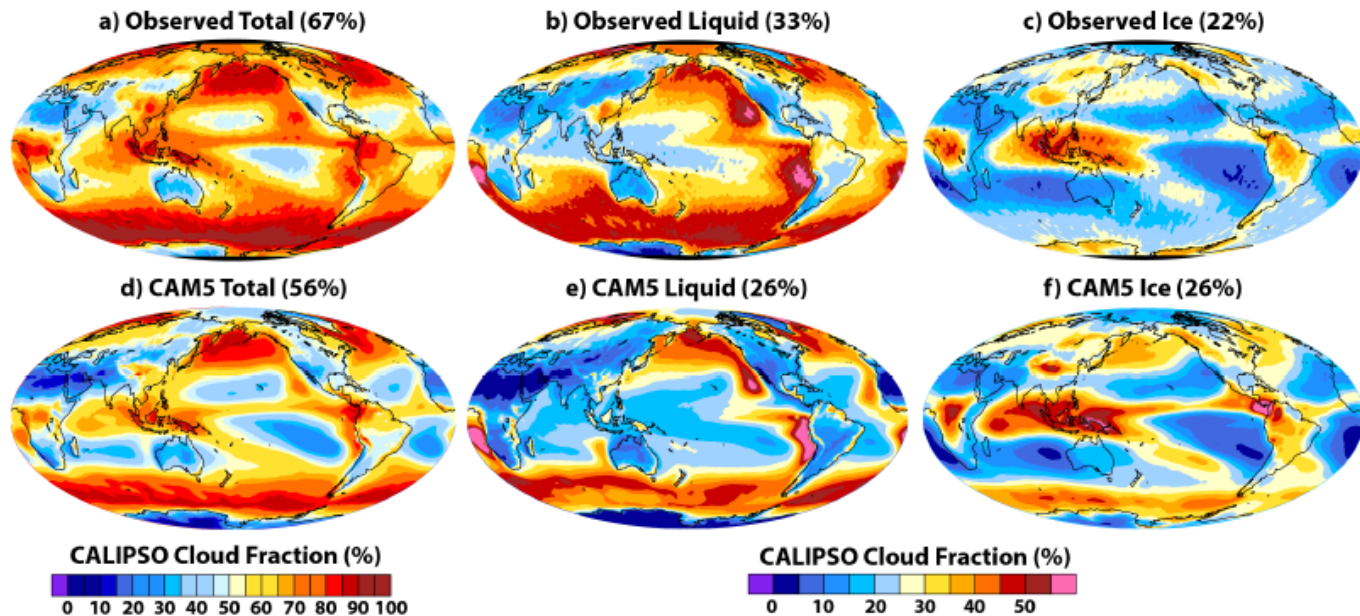 a) Observed Total (67%)
b) Observed Liquid (33%)
c) Observed Ice (22%)
d) CAM5 Total (56%)
e) CAM5 Liquid (26%)
f) CAM5 Ice (26%)
CALIPSO Cloud Fraction (%)
0 10 40 50 60 70 80 90 100
CALIPSO Cloud Fraction (%)
0 10 20 30 40 50